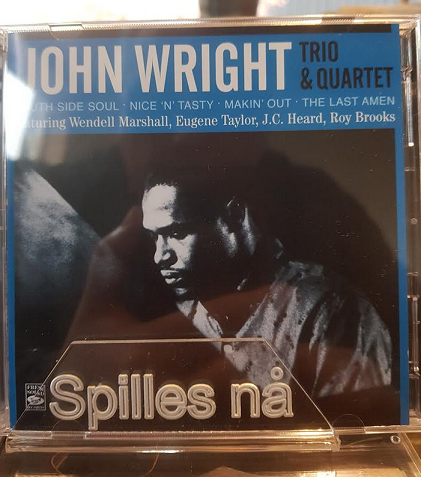 JOHN WRIGHT TRIO & QUARTET
SOUTH SIDE SOUL · NICE 'N' TASTY · MAKIN' OUT · THE LAST AMEN
Featuring Wendell Marshall, Eugene Taylor, J.C. Heard, Roy Brooks
Spilles nå